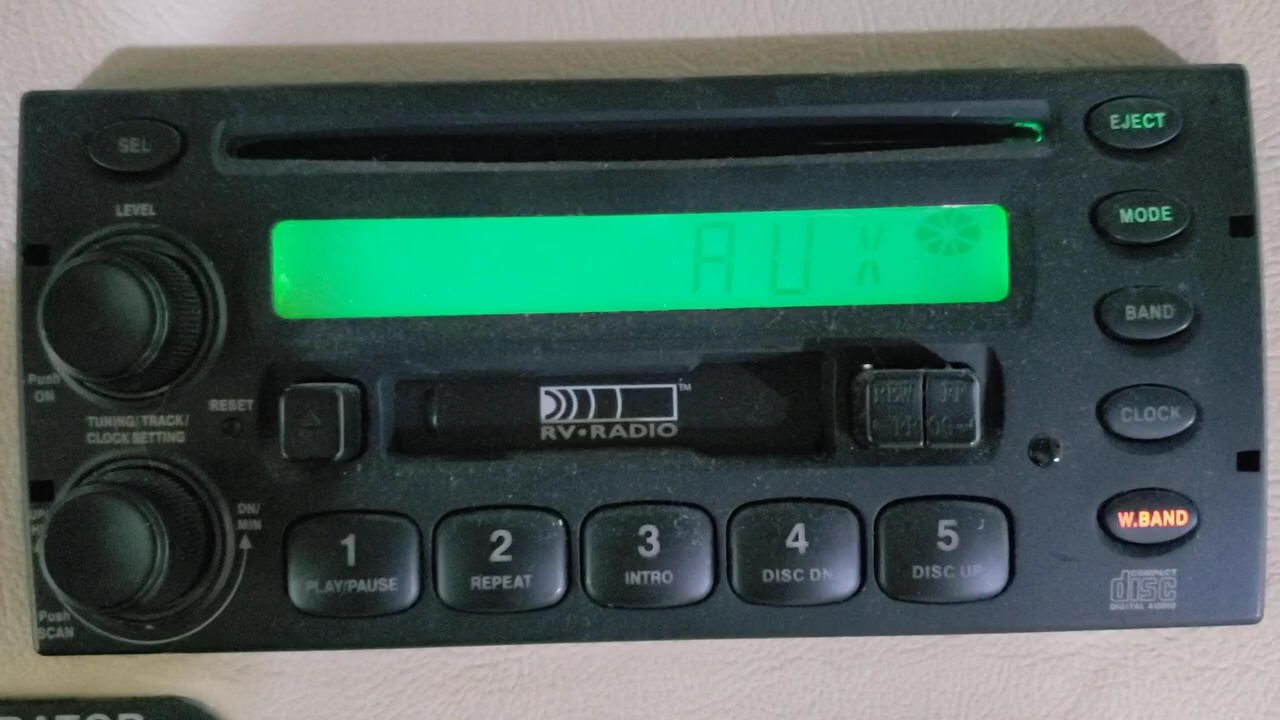 SEL
EJECT
LEVEL
MODE
AUX
BAND
Push
ON
RESET
TUNING/TRACK/
CLOCK SETTING
RV•RADIO
TM
REW FF
PROG
CLOCK
DN/
MIN
W.BAND
1
PLAY/PAUSE
2
REPEAT
3
INTRO
4
DISC DN
5
DISC UP
Push
SCAN
COMPACT
disc
DIGITAL AUDIO